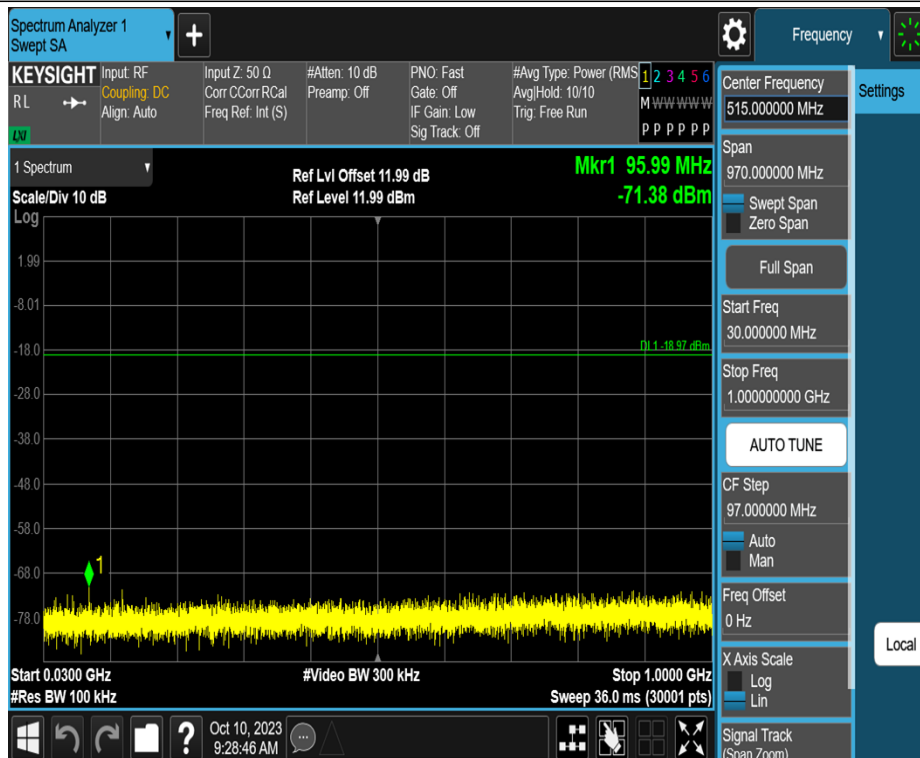 Spectrum Analyzer 1
Swept SA
+
Frequency
KEYSIGHT
RL
LXI
Input: RF
Coupling: DC
Align: Auto
Input Z: 50 Ω
Corr CCorr RCal
Freq Ref: Int (S)
#Atten: 10 dB
Preamp: Off
PNO: Fast
Gate: Off
IF Gain: Low
Sig Track: Off
#Avg Type: Power (RMS
Avg|Hold: 10/10
Trig: Free Run
1 2 3 4 5 6
M W W W W W
P P P P P P
1 Spectrum
Scale/Div 10 dB
Log
Ref Lvl Offset 11.99 dB
Ref Level 11.99 dBm
Mkr1 95.99 MHz
-71.38 dBm
1.99
-8.01
-18.0
DL1 -18.97 dBm
-28.0
-38.0
-48.0
-58.0
-68.0
1
-78.0
Start 0.0300 GHz
#Res BW 100 kHz
#Video BW 300 kHz
Stop 1.0000 GHz
Sweep 36.0 ms (30001 pts)
?
Oct 10, 2023
9:28:46 AM
Center Frequency
515.000000 MHz
Settings
Span
970.000000 MHz
Swept Span
Zero Span
Full Span
Start Freq
30.000000 MHz
Stop Freq
1.000000000 GHz
AUTO TUNE
CF Step
97.000000 MHz
Auto
Man
Freq Offset
0 Hz
Local
X Axis Scale
Log
Lin
Signal Track
(Span Zoom)